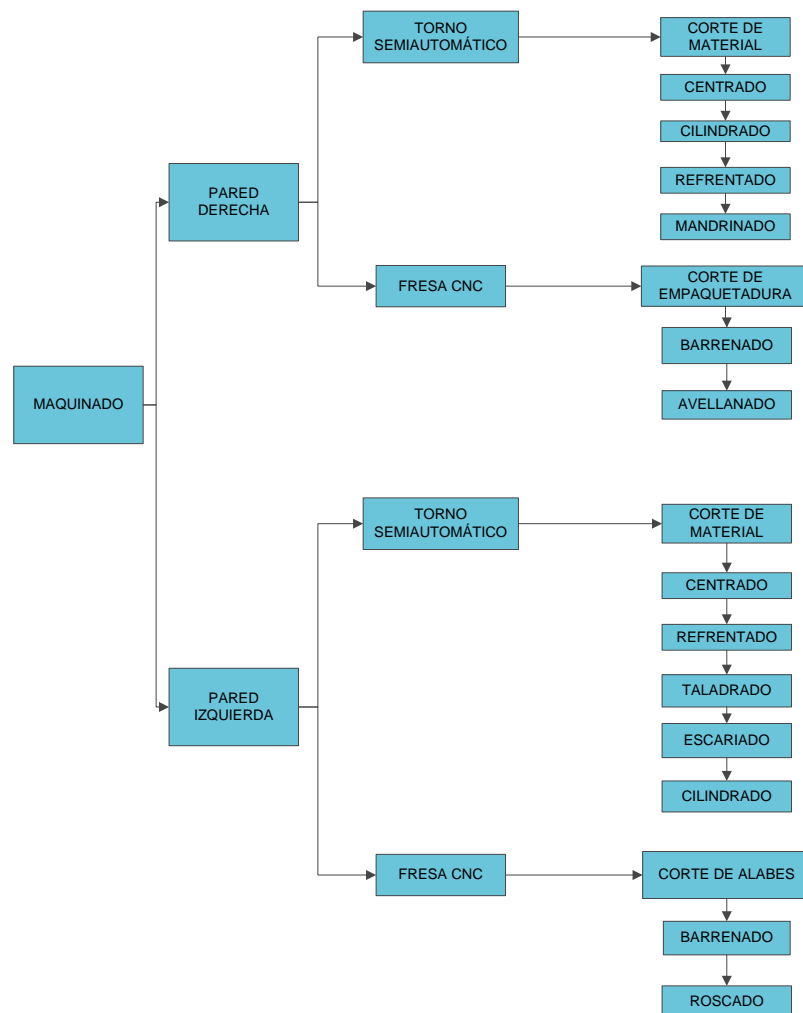 MAQUINADO
PARED
DERECHA
TORNO
SEMIAUTOMÁTICO
CORTE DE
MATERIAL
CENTRADO
CILINDRADO
REFRENTADO
MANDRINADO
FRESA CNC
CORTE DE
EMPAQUETADURA
BARRENADO
AVELLANADO
PARED
IZQUIERDA
TORNO
SEMIAUTOMÁTICO
CORTE DE
MATERIAL
CENTRADO
REFRENTADO
TALADRADO
ESCARIADO
CILINDRADO
FRESA CNC
CORTE DE ALABES
BARRENADO
ROSCADO